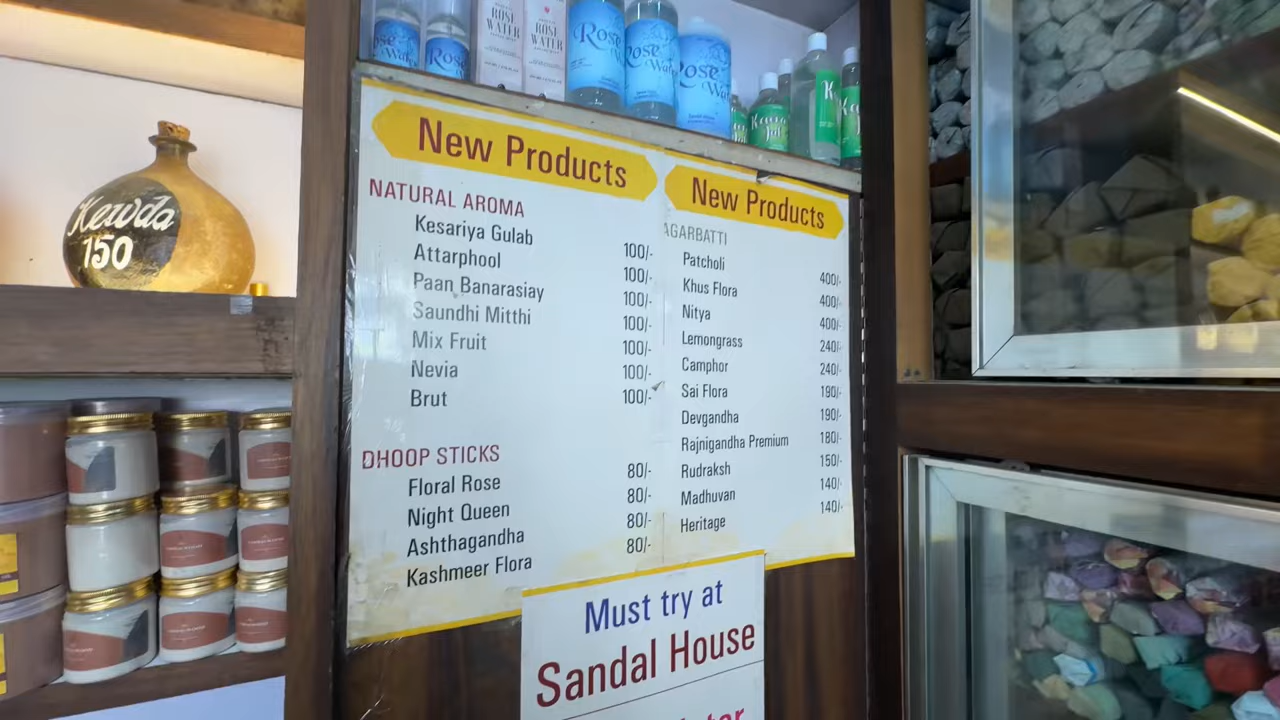 ROSE WATER
ROSE WATER
Rose
Rose Water
Rose Water
Kewda
150
New Products
NATURAL AROMA
Kesariya Gulab 100/-
Attarphool 100/-
Paan Banarasiay 100/-
Saundhi Mitthi 100/-
Mix Fruit 100/-
Nevia 100/-
Brut 100/-
DHOOP STICKS
Floral Rose 80/-
Night Queen 80/-
Ashthagandha 80/-
Kashmeer Flora 80/-
New Products
AGARBATTI
Patcholi 400/-
Khus Flora 400/-
Nitya 400/-
Lemongrass 240/-
Camphor 240/-
Sai Flora 190/-
Devgandha 190/-
Rajnigandha Premium 180/-
Rudraksh 150/-
Madhuvan 140/-
Heritage 140/-
Must try at
Sandal House